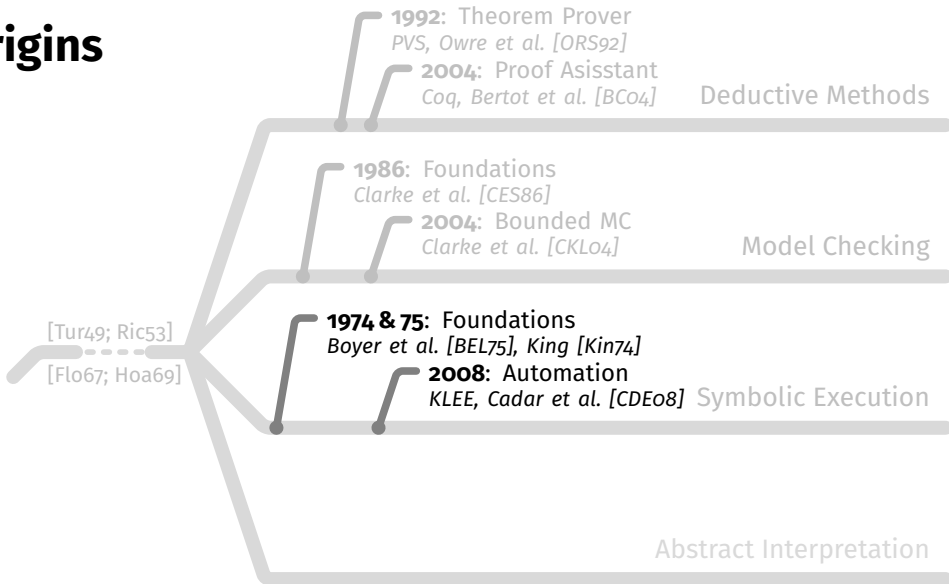 rigins
1992: Theorem Prover
PVS, Owre et al. [ORS92]
2004: Proof Asisstant
Coq, Bertot et al. [BC04]
Deductive Methods
1986: Foundations
Clarke et al. [CES86]
2004: Bounded MC
Clarke et al. [CKL04]
Model Checking
[Tur49; Ric53]
[Flo67; Hoa69]
1974 & 75: Foundations
Boyer et al. [BEL75], King [Kin74]
2008: Automation
KLEE, Cadar et al. [CDE08]
Symbolic Execution
Abstract Interpretation